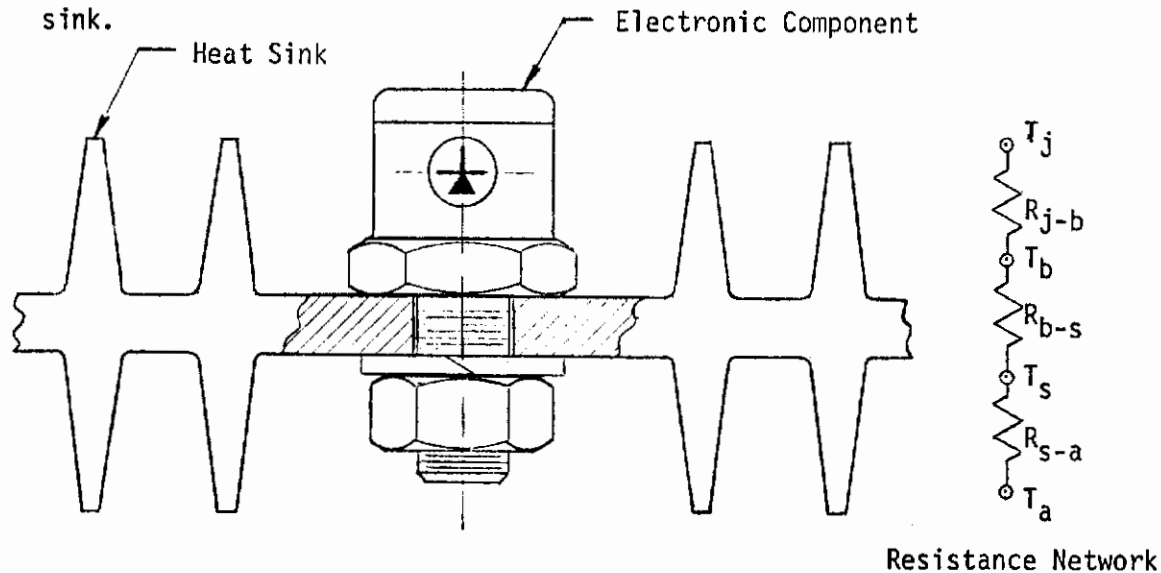 sink.
Electronic Component
Heat Sink
Tj
Rj-b
Tb
Rb-s
Ts
Rs-a
Ta
Resistance Network